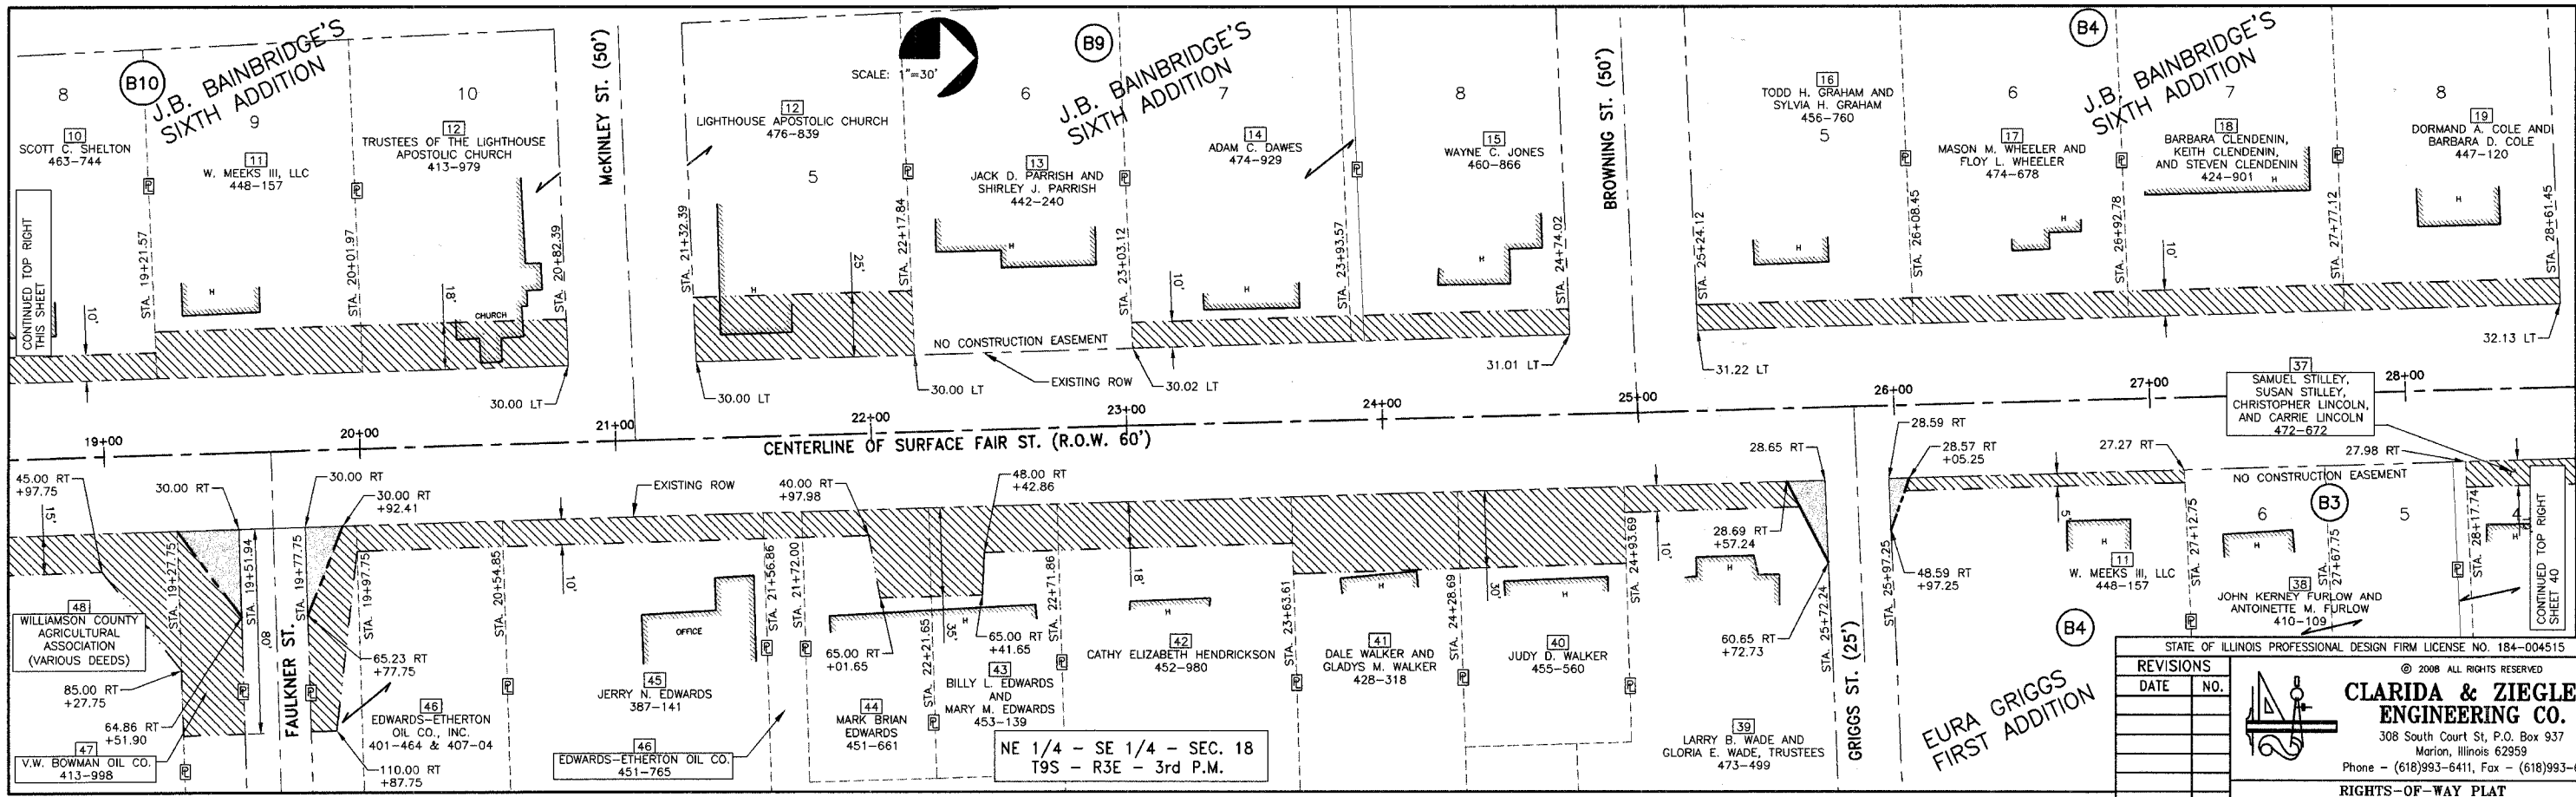 J.B. BAINBRIDGE'S
SIXTH ADDITION
B10
8
9
10
10
SCOTT C. SHELTON
463-744
11
W. MEEKS III, LLC
448-157
12
TRUSTEES OF THE LIGHTHOUSE
APOSTOLIC CHURCH
413-979
CONTINUED TOP RIGHT
THIS SHEET
10'
STA. 19+21.57
H
STA. 20+01.97
18'
CHURCH
STA. 20+82.39
30.00 LT
McKINLEY ST. (50')
SCALE: 1"=30'
B9
J.B. BAINBRIDGE'S
SIXTH ADDITION
12
LIGHTHOUSE APOSTOLIC CHURCH
476-839
5
STA. 21+32.39
H
25'
STA. 22+17.84
30.00 LT
30.00 LT
6
13
JACK D. PARRISH AND
SHIRLEY J. PARRISH
442-240
H
NO CONSTRUCTION EASEMENT
EXISTING ROW
STA. 23+03.12
30.02 LT
7
14
ADAM C. DAWES
474-929
10'
H
STA. 23+93.57
8
15
WAYNE C. JONES
460-866
H
STA. 24+74.02
31.01 LT
BROWNING ST. (50')
STA. 25+24.12
31.22 LT
16
TODD H. GRAHAM AND
SYLVIA H. GRAHAM
456-760
5
H
STA. 26+08.45
B4
J.B. BAINBRIDGE'S
SIXTH ADDITION
6
17
MASON M. WHEELER AND
FLOY L. WHEELER
474-678
H
STA. 26+92.78
7
18
BARBARA CLENDENIN,
KEITH CLENDENIN,
AND STEVEN CLENDENIN
424-901
H
10'
STA. 27+77.12
8
19
DORMAND A. COLE AND
BARBARA D. COLE
447-120
H
STA. 28+61.45
32.13 LT
19+00
20+00
21+00
22+00
23+00
24+00
25+00
26+00
27+00
28+00
CENTERLINE OF SURFACE FAIR ST. (R.O.W. 60')
37
SAMUEL STILLEY,
SUSAN STILLEY,
CHRISTOPHER LINCOLN,
AND CARRIE LINCOLN
472-672
45.00 RT
+97.75
15'
30.00 RT
30.00 RT
30.00 RT
+92.41
STA. 19+27.75
STA. 19+51.94
80'
STA. 19+77.75
STA. 19+97.75
FAULKNER ST.
48
WILLIAMSON COUNTY
AGRICULTURAL
ASSOCIATION
(VARIOUS DEEDS)
85.00 RT
+27.75
64.86 RT
+51.90
47
V.W. BOWMAN OIL CO.
413-998
65.23 RT
+77.75
110.00 RT
+87.75
46
EDWARDS-ETHERTON
OIL CO., INC.
401-464 & 407-04
STA. 20+54.85
10'
EXISTING ROW
OFFICE
45
JERRY N. EDWARDS
387-141
STA. 21+56.86
STA. 21+72.00
46
EDWARDS-ETHERTON OIL CO.
451-765
40.00 RT
+97.98
65.00 RT
+01.65
44
MARK BRIAN
EDWARDS
451-661
STA. 22+21.65
35'
H
48.00 RT
+42.86
65.00 RT
+41.65
43
BILLY L. EDWARDS
AND
MARY M. EDWARDS
453-139
STA. 22+71.86
18'
H
42
CATHY ELIZABETH HENDRICKSON
452-980
NE 1/4 - SE 1/4 - SEC. 18
T9S - R3E - 3rd P.M.
STA. 23+63.61
H
41
DALE WALKER AND
GLADYS M. WALKER
428-318
STA. 24+28.69
30'
H
40
JUDY D. WALKER
455-560
STA. 24+93.69
10'
H
28.65 RT
28.69 RT
+57.24
60.65 RT
+72.73
39
LARRY B. WADE AND
GLORIA E. WADE, TRUSTEES
473-499
STA. 25+72.24
GRIGGS ST. (25')
STA. 25+97.25
28.59 RT
28.57 RT
+05.25
48.59 RT
+97.25
5'
H
11
W. MEEKS III, LLC
448-157
B4
EURA GRIGGS
FIRST ADDITION
27.27 RT
STA. 27+12.75
NO CONSTRUCTION EASEMENT
6
H
STA. 27+67.75
B3
5
38
JOHN KERNEY FURLOW AND
ANTOINETTE M. FURLOW
410-109
27.98 RT
STA. 28+17.74
4
H
CONTINUED TOP RIGHT
SHEET 40
STATE OF ILLINOIS PROFESSIONAL DESIGN FIRM LICENSE NO. 184-004515
REVISIONS
DATE NO.
© 2008 ALL RIGHTS RESERVED
CLARIDA & ZIEGLE
ENGINEERING CO.
308 South Court St, P.O. Box 937
Marion, Illinois 62959
Phone - (618)993-6411, Fax - (618)993-6
RIGHTS-OF-WAY PLAT